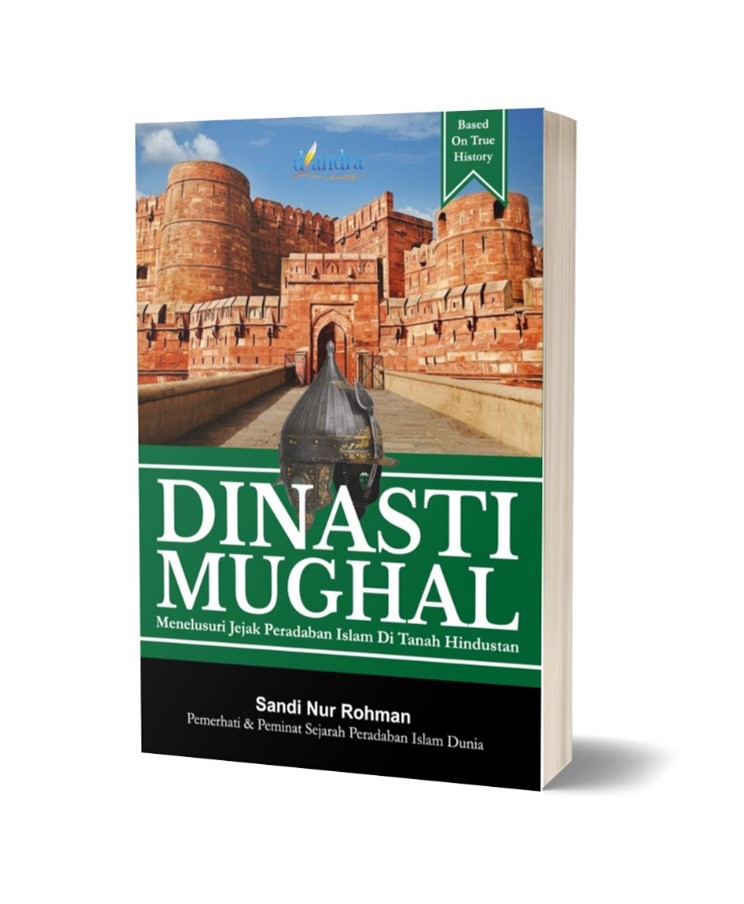 Based
On True
History
diandra
DINASTI
MUGHAL
Menelusuri Jejak Peradaban Islam Di Tanah Hindustan
Sandi Nur Rohman
Pemerhati & Peminat Sejarah Peradaban Islam Dunia